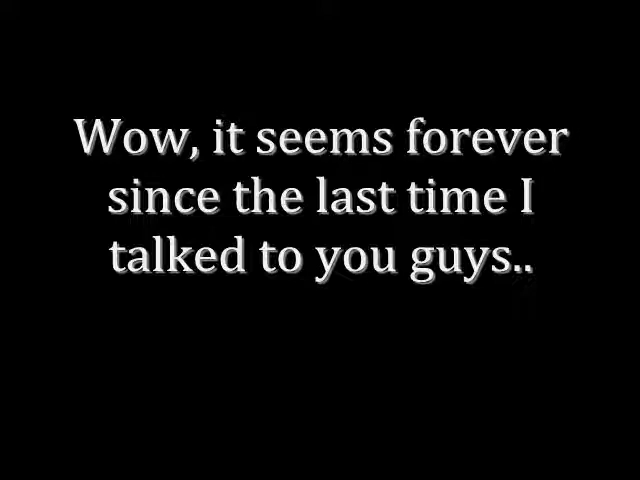 Wow, it seems forever
since the last time I
talked to you guys..